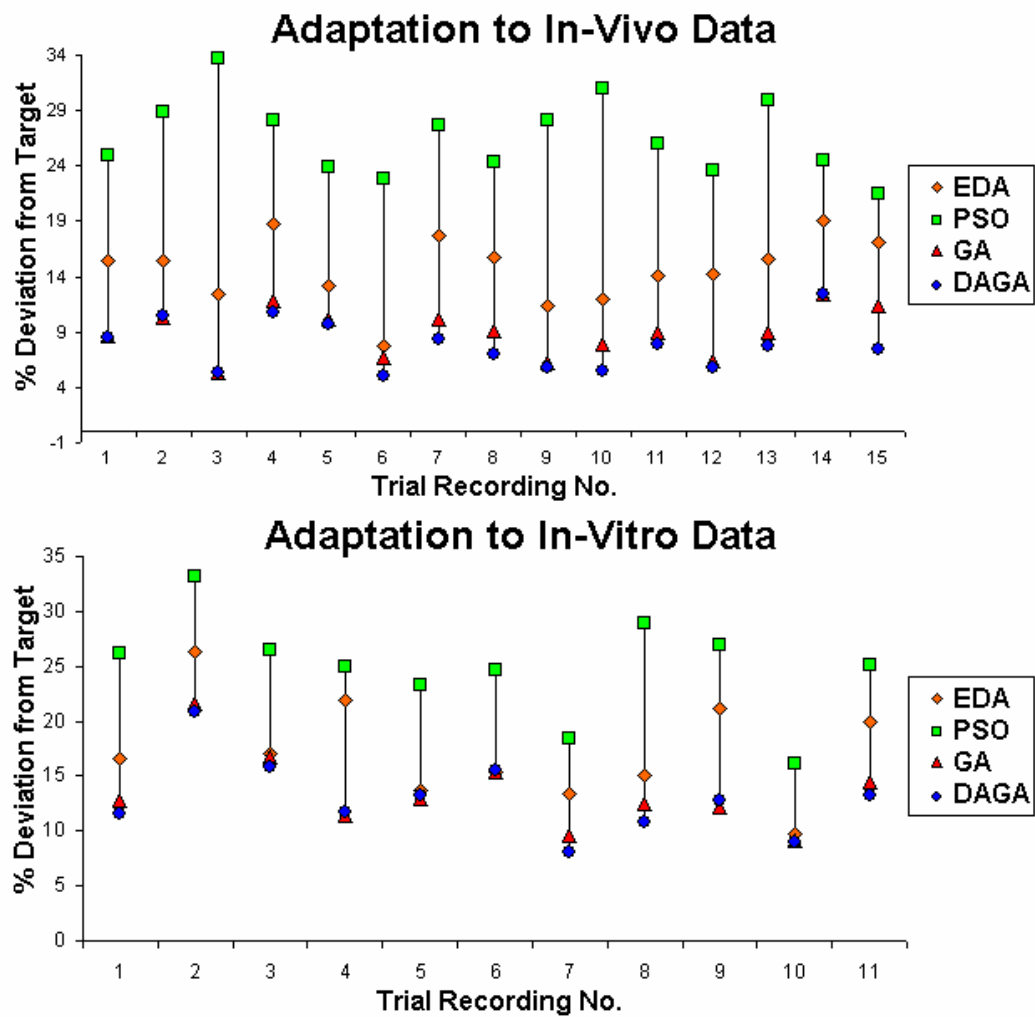 Adaptation to In-Vivo Data
% Deviation from Target
34
29
24
19
14
9
4
-1
1 2 3 4 5 6 7 8 9 10 11 12 13 14 15
Trial Recording No.
EDA
PSO
GA
DAGA
Adaptation to In-Vitro Data
% Deviation from Target
35
30
25
20
15
10
5
0
1 2 3 4 5 6 7 8 9 10 11
Trial Recording No.
EDA
PSO
GA
DAGA